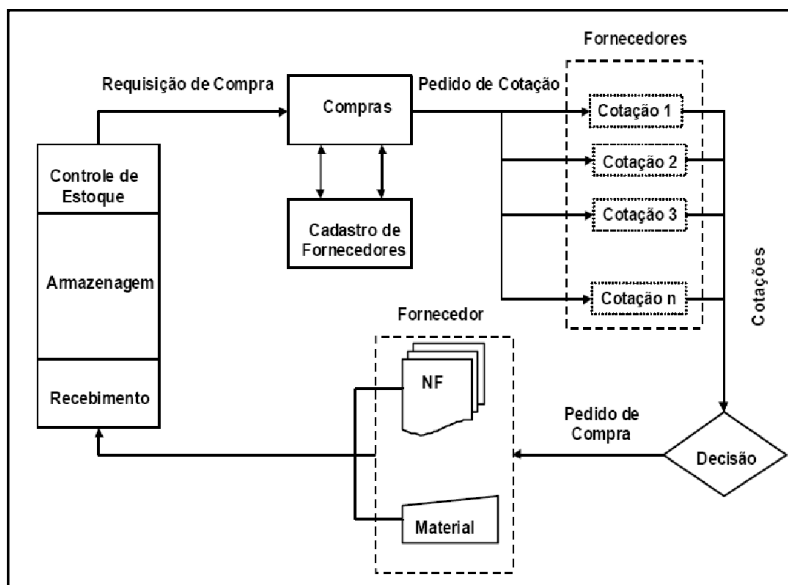 Fornecedores
Requisição de Compra
Compras
Pedido de Cotação
Cotação 1
Cotação 2
Cotação 3
Cotação n
Cotações
Controle de
Estoque
Cadastro de
Fornecedores
Armazenagem
Recebimento
Fornecedor
NF
Material
Pedido de
Compra
Decisão